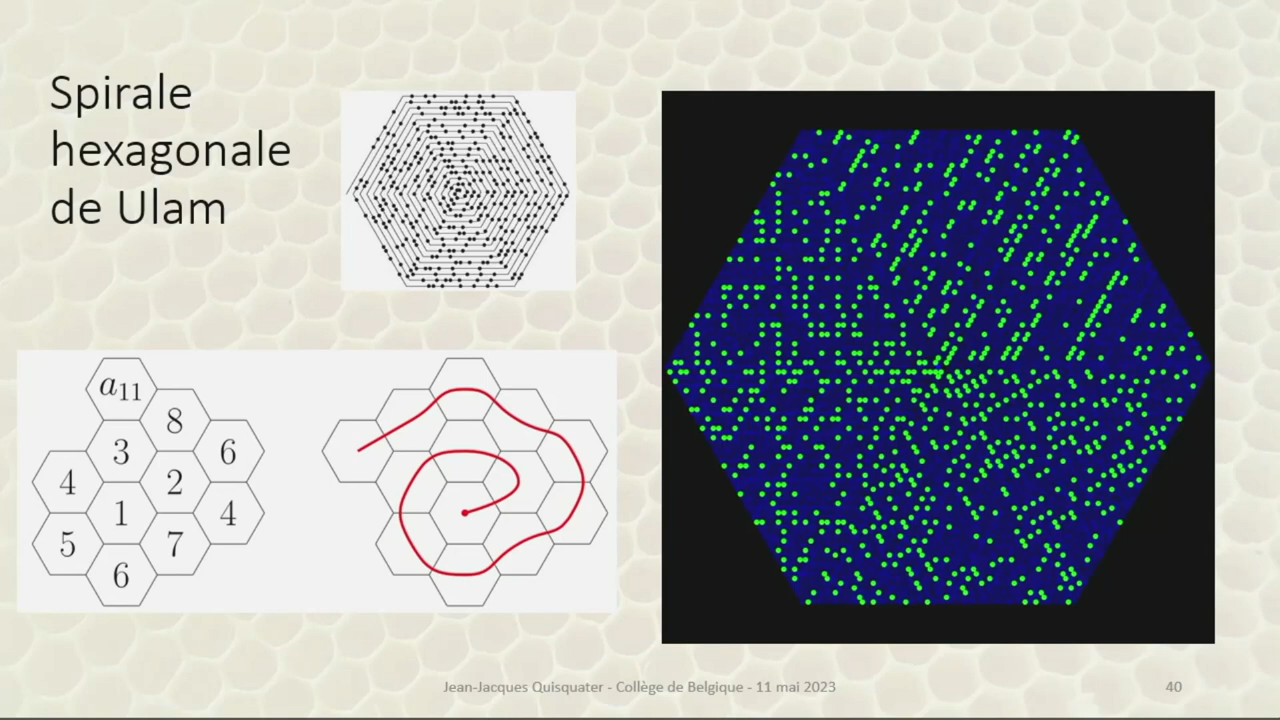 Spirale
hexagonale
de Ulam
a11
8
3
6
4
2
1
4
5
7
6
Jean-Jacques Quisquater - Collège de Belgique - 11 mai 2023
40